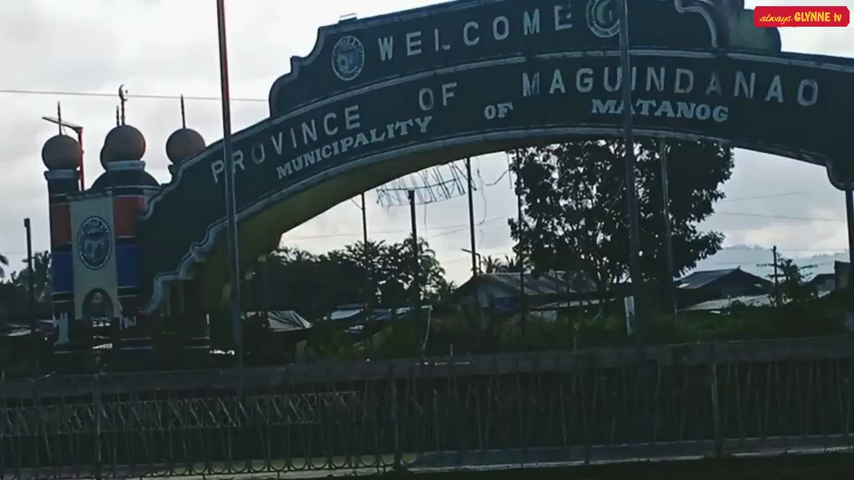 always GLYNNE tv
WELCOME
PROVINCE OF MAGUINDANAO
MUNICIPALITY OF MATANOG